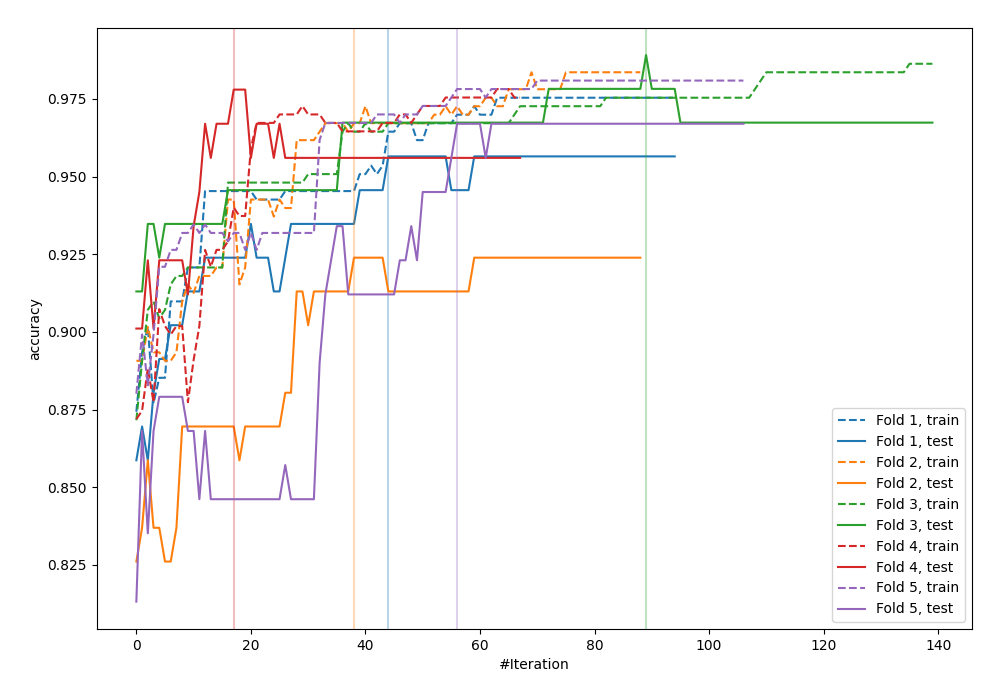 accuracy
0.975
0.950
0.925
0.900
0.875
0.850
0.825
0 20 40 60 80 100 120 140
#Iteration
Fold 1, train
Fold 1, test
Fold 2, train
Fold 2, test
Fold 3, train
Fold 3, test
Fold 4, train
Fold 4, test
Fold 5, train
Fold 5, test